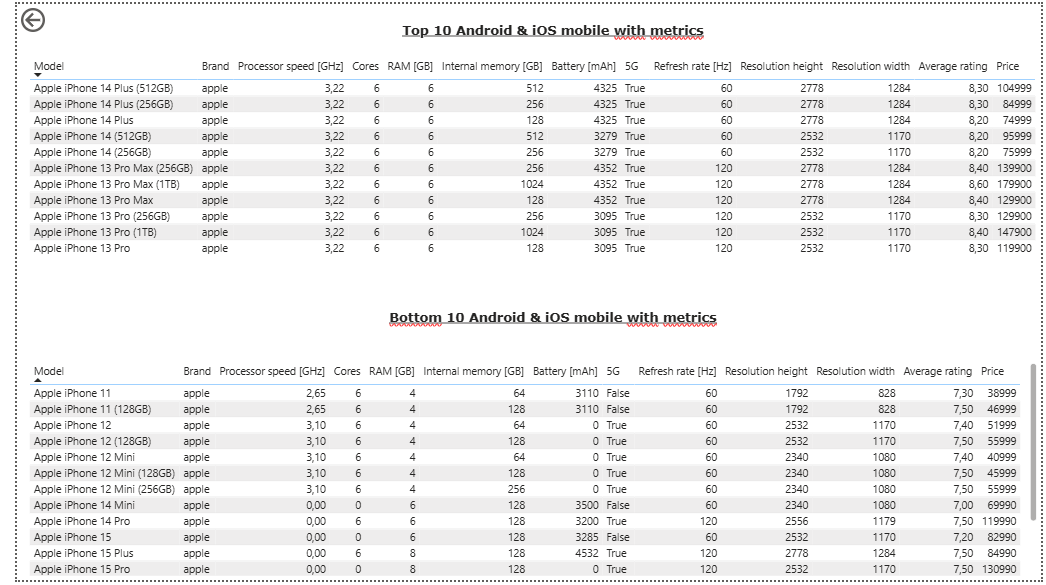 Top 10 Android & iOS mobile with metrics
Model Brand Processor speed [GHz] Cores RAM [GB] Internal memory [GB] Battery [mAh] 5G Refresh rate [Hz] Resolution height Resolution width Average rating Price
Apple iPhone 14 Plus (512GB) apple 3,22 6 6 512 4325 True 60 2778 1284 8,30 104999
Apple iPhone 14 Plus (256GB) apple 3,22 6 6 256 4325 True 60 2778 1284 8,30 84999
Apple iPhone 14 Plus apple 3,22 6 6 128 4325 True 60 2778 1284 8,20 74999
Apple iPhone 14 (512GB) apple 3,22 6 6 512 3279 True 60 2532 1170 8,20 95999
Apple iPhone 14 (256GB) apple 3,22 6 6 256 3279 True 60 2532 1170 8,20 75999
Apple iPhone 13 Pro Max (256GB) apple 3,22 6 6 256 4352 True 120 2778 1284 8,40 139900
Apple iPhone 13 Pro Max (1TB) apple 3,22 6 6 1024 4352 True 120 2778 1284 8,60 179900
Apple iPhone 13 Pro Max apple 3,22 6 6 128 4352 True 120 2778 1284 8,40 129900
Apple iPhone 13 Pro (256GB) apple 3,22 6 6 256 3095 True 120 2532 1170 8,30 129900
Apple iPhone 13 Pro (1TB) apple 3,22 6 6 1024 3095 True 120 2532 1170 8,40 147900
Apple iPhone 13 Pro apple 3,22 6 6 128 3095 True 120 2532 1170 8,30 119900
Bottom 10 Android & iOS mobile with metrics
Model Brand Processor speed [GHz] Cores RAM [GB] Internal memory [GB] Battery [mAh] 5G Refresh rate [Hz] Resolution height Resolution width Average rating Price
Apple iPhone 11 apple 2,65 6 4 64 3110 False 60 1792 828 7,30 38999
Apple iPhone 11 (128GB) apple 2,65 6 4 128 3110 False 60 1792 828 7,50 46999
Apple iPhone 12 apple 3,10 6 4 64 0 True 60 2532 1170 7,40 51999
Apple iPhone 12 (128GB) apple 3,10 6 4 128 0 True 60 2532 1170 7,50 55999
Apple iPhone 12 Mini apple 3,10 6 4 64 0 True 60 2340 1080 7,40 40999
Apple iPhone 12 Mini (128GB) apple 3,10 6 4 128 0 True 60 2340 1080 7,50 45999
Apple iPhone 12 Mini (256GB) apple 3,10 6 4 256 0 True 60 2340 1080 7,50 55999
Apple iPhone 14 Mini apple 0,00 0 6 128 3500 False 60 2340 1080 7,00 69990
Apple iPhone 14 Pro apple 0,00 6 6 128 3200 True 120 2556 1179 7,50 119990
Apple iPhone 15 apple 0,00 0 6 128 3285 False 60 2532 1170 7,20 82990
Apple iPhone 15 Plus apple 0,00 6 8 128 4532 True 120 2778 1284 7,50 84990
Apple iPhone 15 Pro apple 0,00 0 8 128 0 True 120 2532 1170 7,50 130990